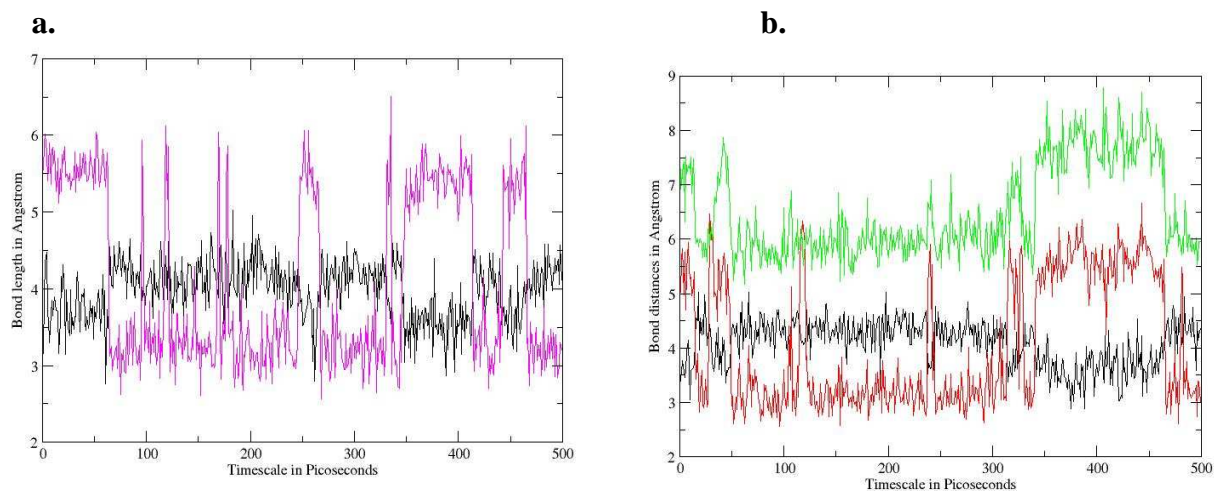 a.
b.
7
6
5
4
3
2
Bond length in Angstrom
0 100 200 300 400 500
Timescale in Picoseconds
9
8
7
6
5
4
3
2
Bond distances in Angstrom
0 100 200 300 400 500
Timescale in Picoseconds